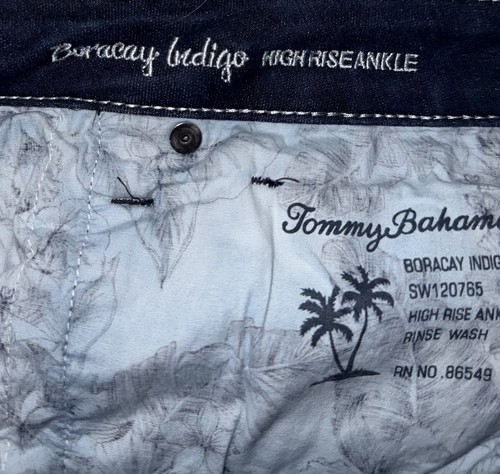 Boracay Indigo HIGH RISE ANKLE
Tommy Bahama
BORACAY INDIG
SW120765
HIGH RISE ANK
RINSE WASH
RN NO. 86549